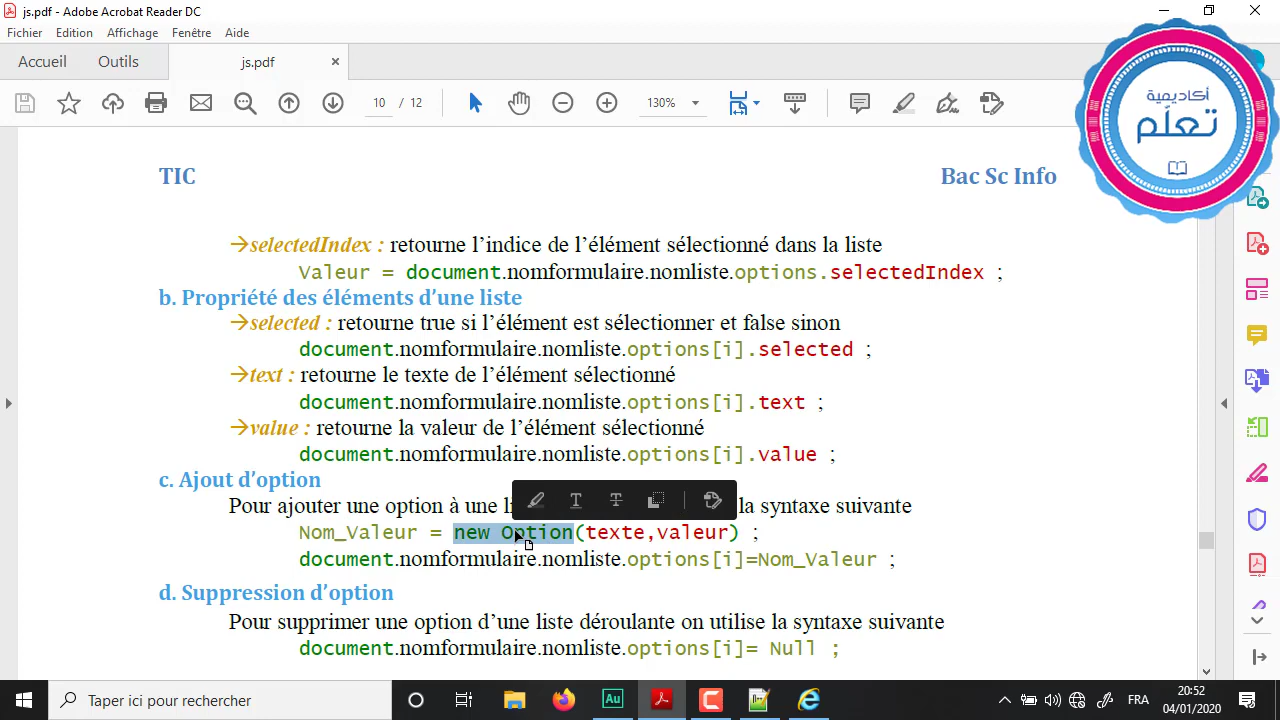 js.pdf - Adobe Acrobat Reader DC
Fichier Edition Affichage Fenêtre Aide
Accueil Outils js.pdf
10 / 12 130%
أكاديمية
تعلّم
TIC Bac Sc Info
→selectedIndex : retourne l’indice de l’élément sélectionné dans la liste
Valeur = document.nomformulaire.nomliste.options.selectedIndex ;
b. Propriété des éléments d’une liste
→selected : retourne true si l’élément est sélectionner et false sinon
document.nomformulaire.nomliste.options[i].selected ;
→text : retourne le texte de l’élément sélectionné
document.nomformulaire.nomliste.options[i].text ;
→value : retourne la valeur de l’élément sélectionné
document.nomformulaire.nomliste.options[i].value ;
c. Ajout d’option
Pour ajouter une option à une la syntaxe suivante
Nom_Valeur = new Option(texte,valeur) ;
document.nomformulaire.nomliste.options[i]=Nom_Valeur ;
d. Suppression d’option
Pour supprimer une option d’une liste déroulante on utilise la syntaxe suivante
document.nomformulaire.nomliste.options[i]= Null ;
Taper ici pour rechercher
Au
FRA
20:52
04/01/2020